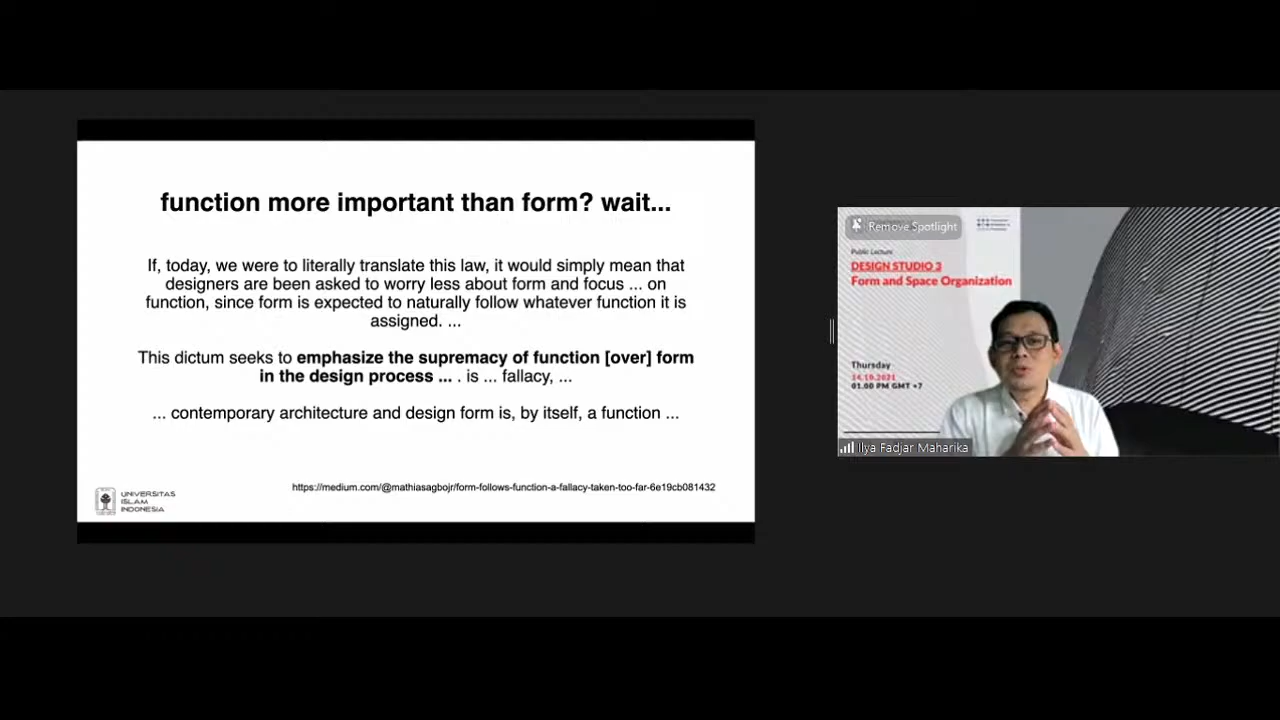 function more important than form? wait...
If, today, we were to literally translate this law, it would simply mean that
designers are been asked to worry less about form and focus ... on
function, since form is expected to naturally follow whatever function it is
assigned. ...
This dictum seeks to emphasize the supremacy of function [over] form
in the design process ... . is ... fallacy, ...
... contemporary architecture and design form is, by itself, a function ...
https://medium.com/@mathiasagbojr/form-follows-function-a-fallacy-taken-too-far-6e19cb081432
UNIVERSITAS
ISLAM
INDONESIA
Remove Spotlight
Public Lecture
DESIGN STUDIO 3
Form and Space Organization
Thursday
14.10.2021
01.00 PM GMT +7
Ilya Fadjar Maharika